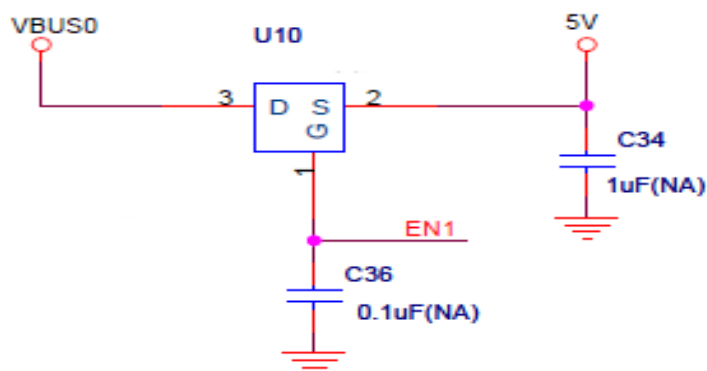 VBUS0
U10
5V
3
D S
2
G
1
C34
1uF(NA)
EN1
C36
0.1uF(NA)